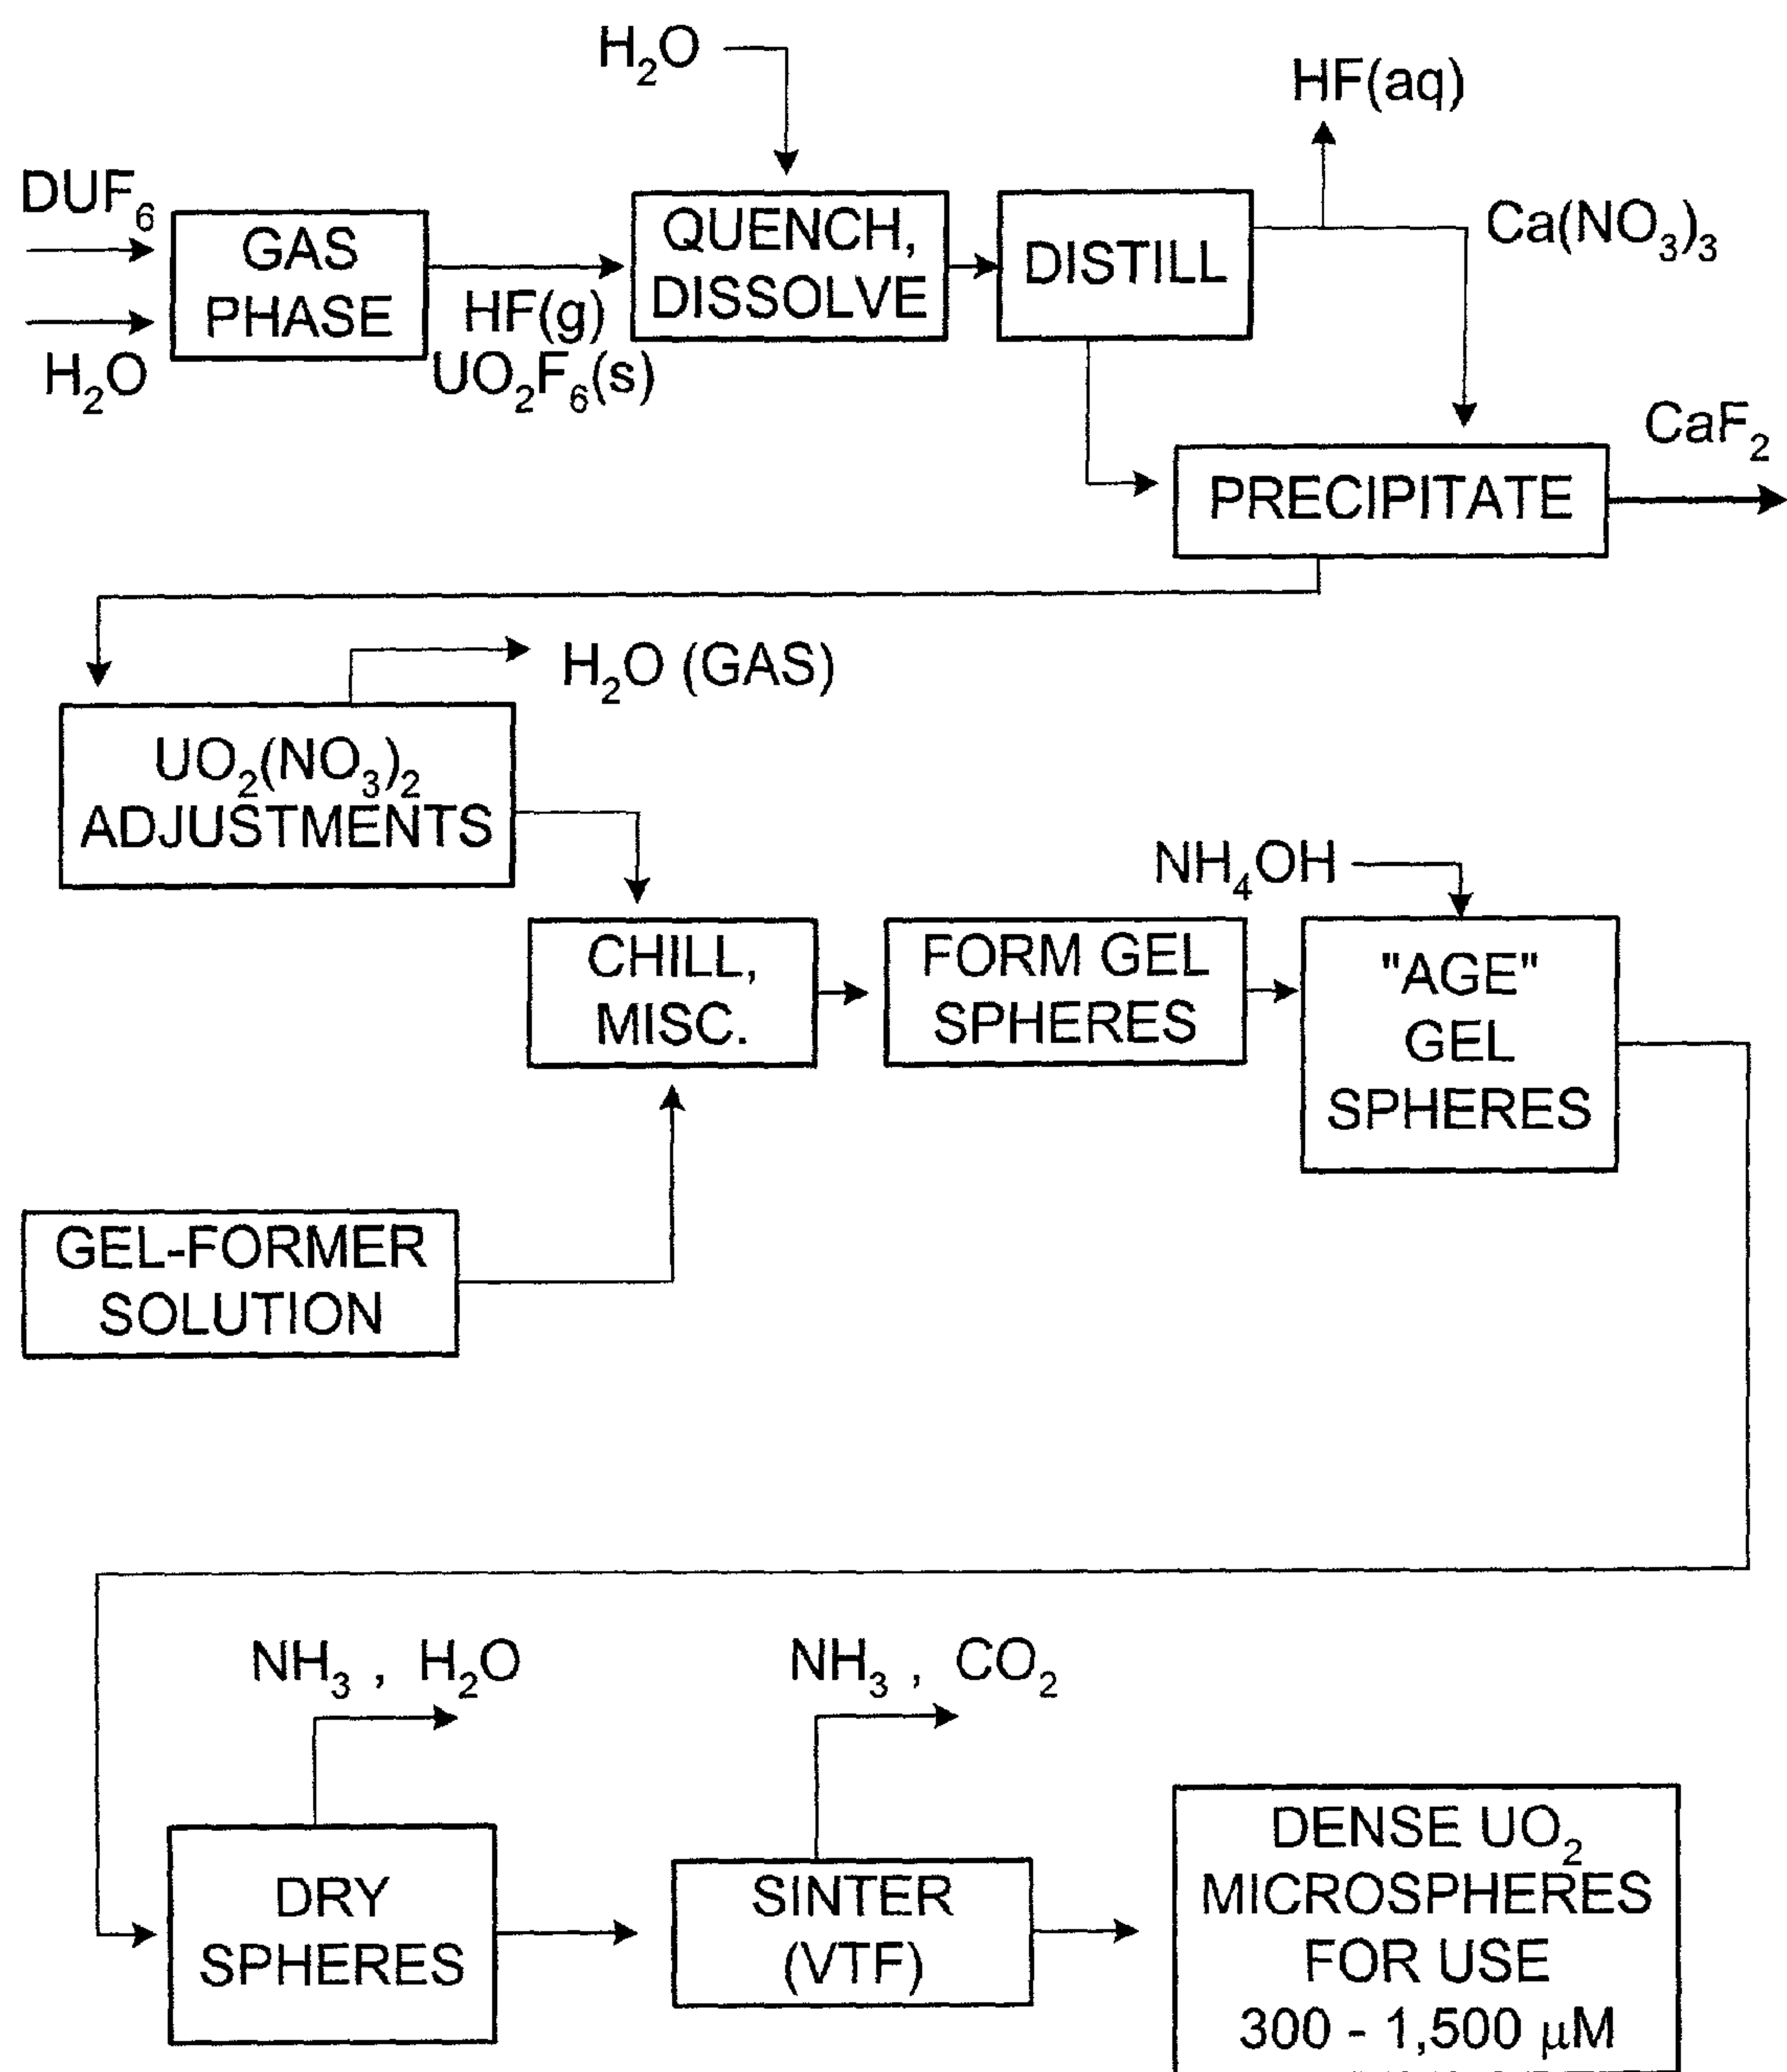 H₂O
HF(aq)
DUF₆
GAS
PHASE
H₂O
HF(g)
UO₂F₆(s)
QUENCH,
DISSOLVE
DISTILL
Ca(NO₃)₃
CaF₂
PRECIPITATE
H₂O (GAS)
UO₂(NO₃)₂
ADJUSTMENTS
NH₄OH
CHILL,
MISC.
FORM GEL
SPHERES
"AGE"
GEL
SPHERES
GEL-FORMER
SOLUTION
NH₃ , H₂O
NH₃ , CO₂
DRY
SPHERES
SINTER
(VTF)
DENSE UO₂
MICROSPHERES
FOR USE
300 - 1,500 μM